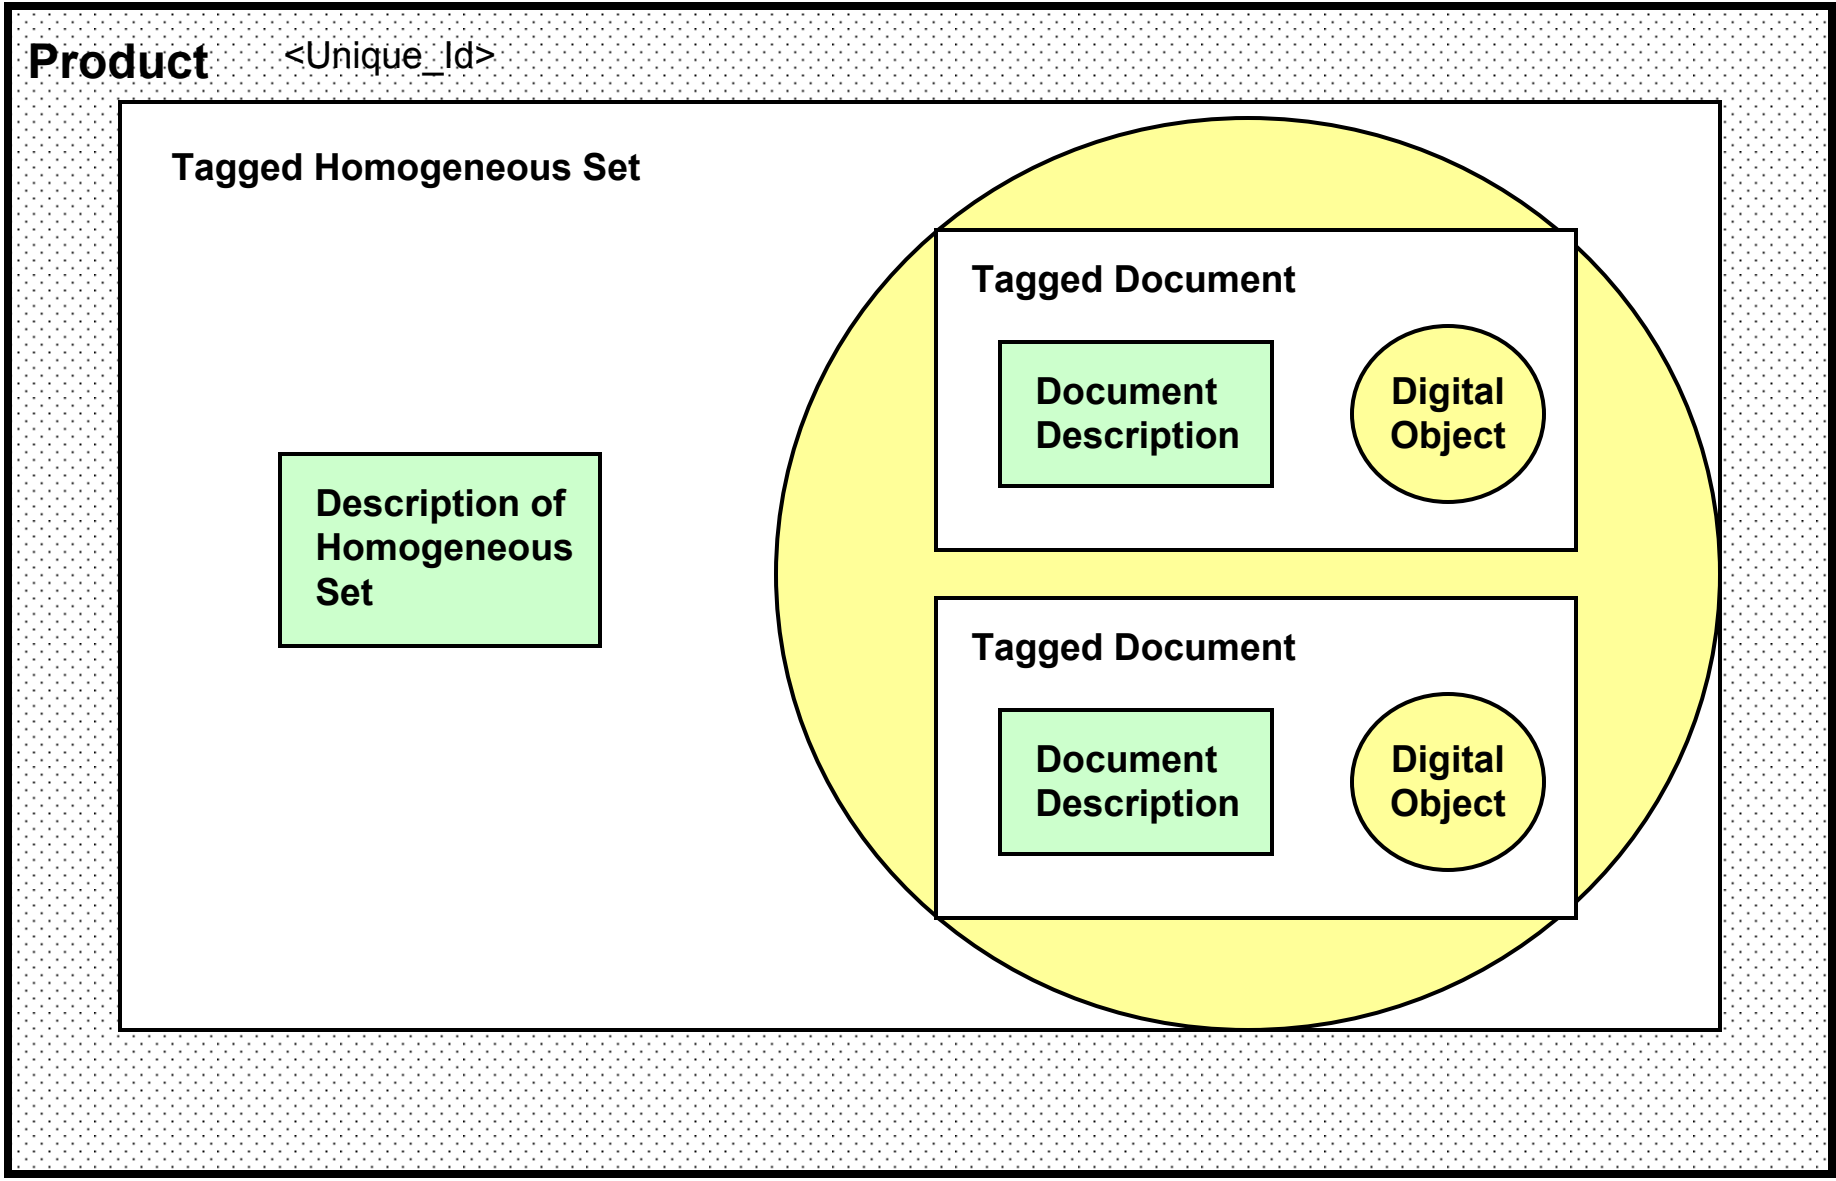 Product <Unique_Id>
Tagged Homogeneous Set
Description of
Homogeneous
Set
Tagged Document
Document
Description
Digital
Object
Tagged Document
Document
Description
Digital
Object